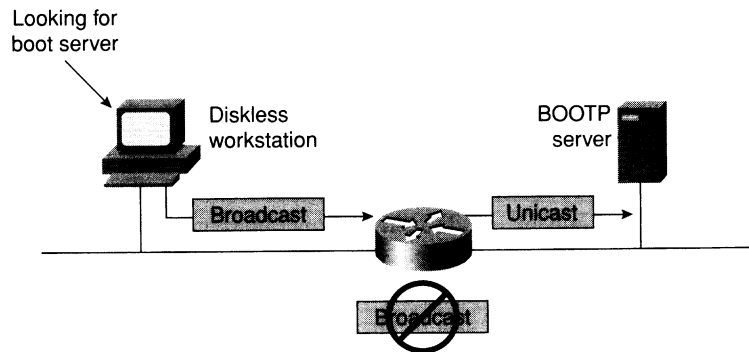 Looking for
boot server
Diskless
workstation
BOOTP
server
Broadcast
Unicast
Broadcast